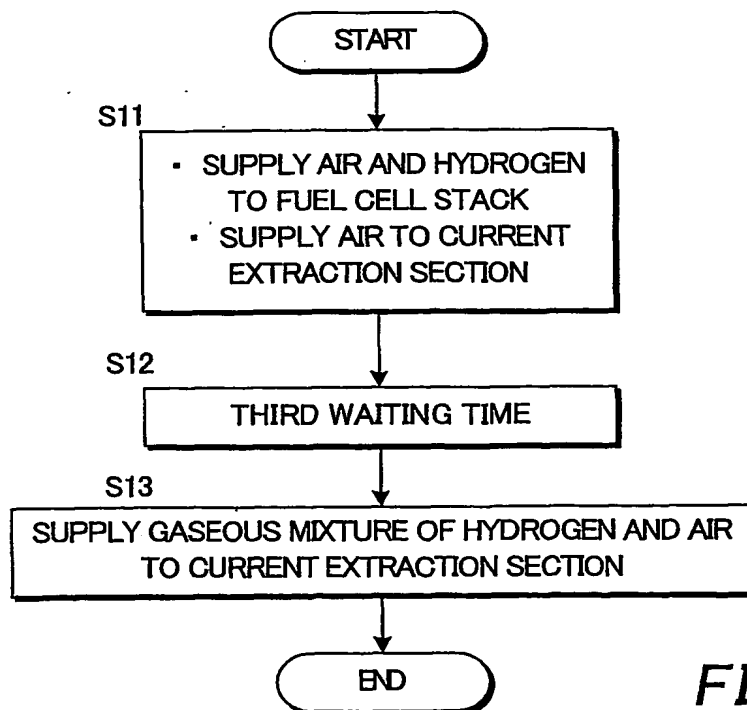 START
S11
· SUPPLY AIR AND HYDROGEN
TO FUEL CELL STACK
· SUPPLY AIR TO CURRENT
EXTRACTION SECTION
S12
THIRD WAITING TIME
S13
SUPPLY GASEOUS MIXTURE OF HYDROGEN AND AIR
TO CURRENT EXTRACTION SECTION
END